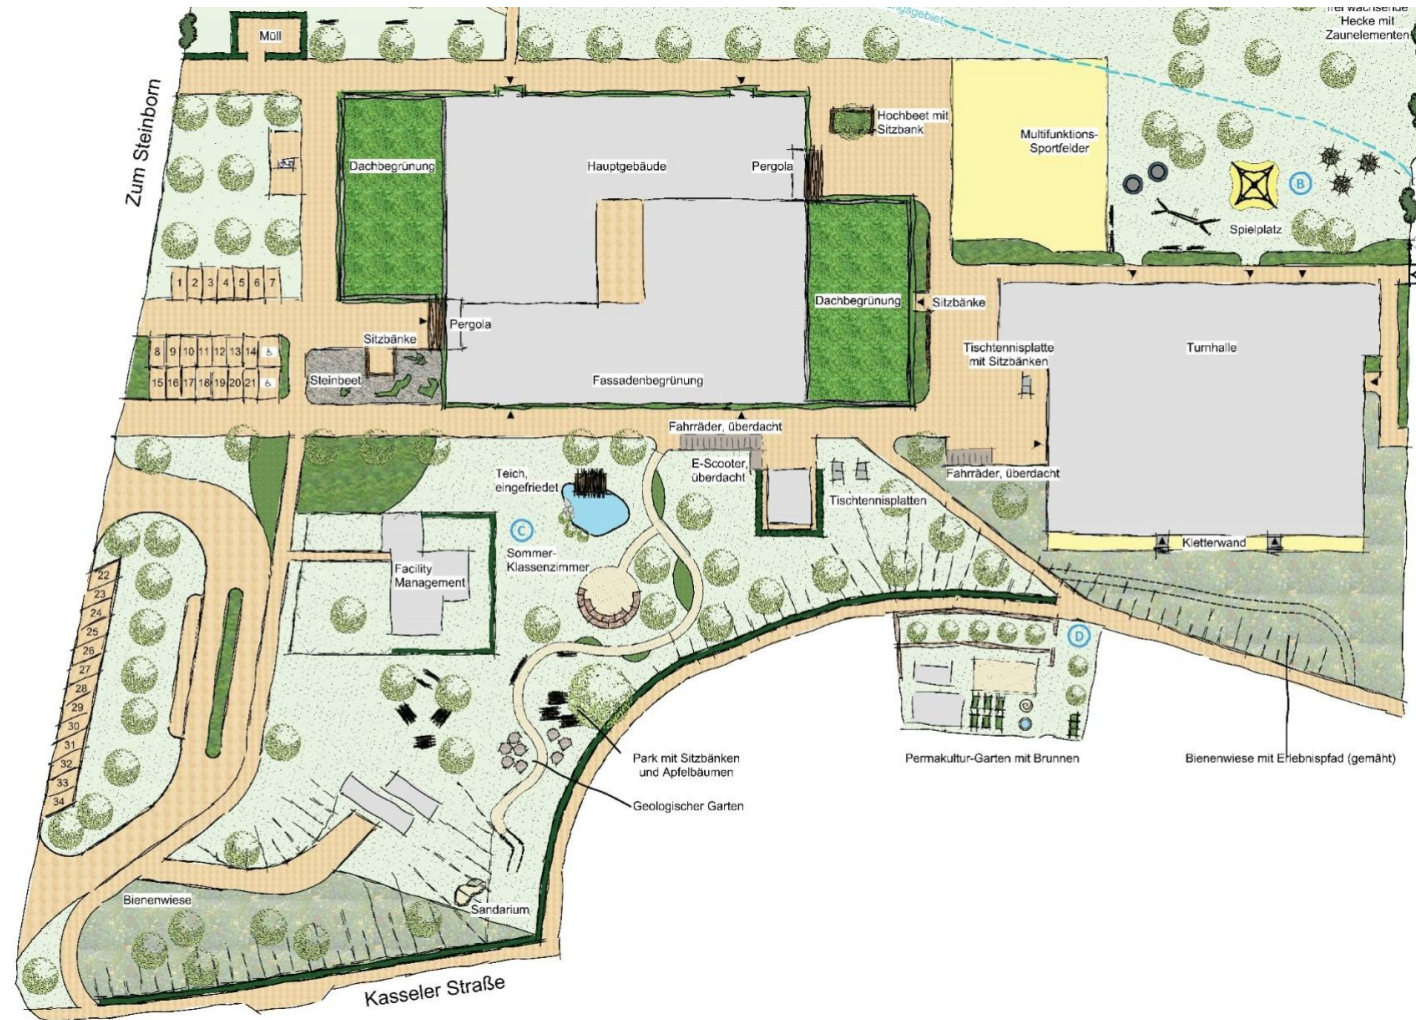 Müll
ngsgebiet
frei wachsende
Hecke mit
Zaunelementen
Zum Steinborn
Dachbegrünung
Hauptgebäude
Pergola
Hochbeet mit
Sitzbank
Multifunktions-
Sportfelder
B
Spielplatz
1 2 3 4 5 6 7
Dachbegrünung
Sitzbänke
Pergola
Sitzbänke
Tischtennisplatte
mit Sitzbänken
Turnhalle
8 9 10 11 12 13 14
15 16 17 18 19 20 21
Steinbeet
Fassadenbegrünung
Fahrräder, überdacht
E-Scooter,
überdacht
Fahrräder, überdacht
Teich,
eingefriedet
Tischtennisplatten
C
Sommer-
Klassenzimmer
Kletterwand
Facility
Management
22
23
24
25
26
27
28
29
30
31
32
33
34
D
Park mit Sitzbänken
und Apfelbäumen
Permakultur-Garten mit Brunnen
Bienenwiese mit Erlebnispfad (gemäht)
Geologischer Garten
Bienenwiese
Sandarium
Kasseler Straße